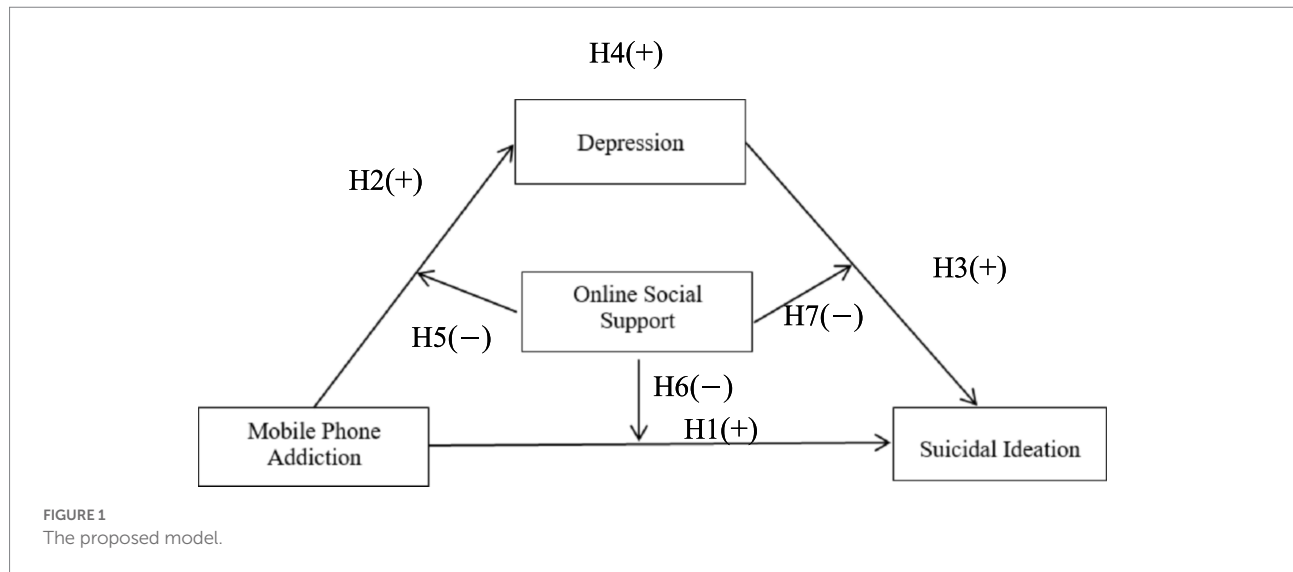 H4(+)
Depression
H2(+)
H3(+)
Online Social
Support
H7(−)
H5(−)
H6(−)
H1(+)
Mobile Phone
Addiction
Suicidal Ideation
FIGURE 1
The proposed model.